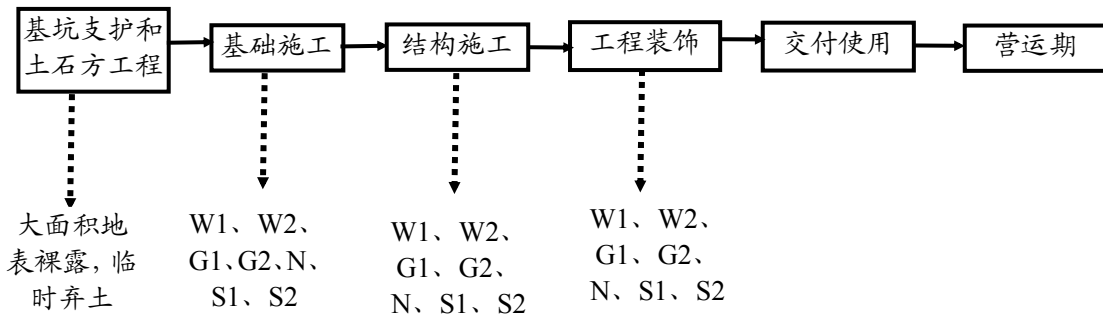 基坑支护和
土石方工程
基础施工
结构施工
工程装饰
交付使用
营运期
大面积地
表裸露，临
时弃土
W1、W2、
G1、G2、N、
S1、S2
W1、W2、
G1、G2、
N、S1、S2
W1、W2、
G1、G2、
N、S1、S2